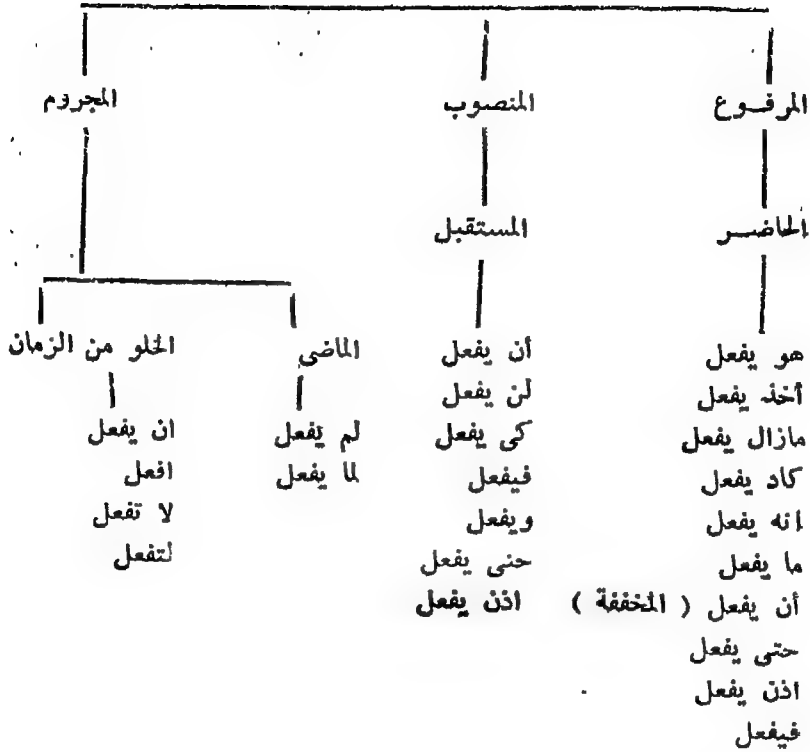 المرفوع المنصوب المجزوم
الحاضر المستقبل
هو يفعل أن يفعل الماضى الخلو من الزمان
أخذ يفعل لن يفعل لم يفعل ان يفعل
مازال يفعل كى يفعل لما يفعل افعل
كاد يفعل فيفعل لا تفعل
انه يفعل ويفعل لتفعل
ما يفعل حتى يفعل
أن يفعل ( المخففة ) اذن يفعل
حتى يفعل
اذن يفعل
فيفعل